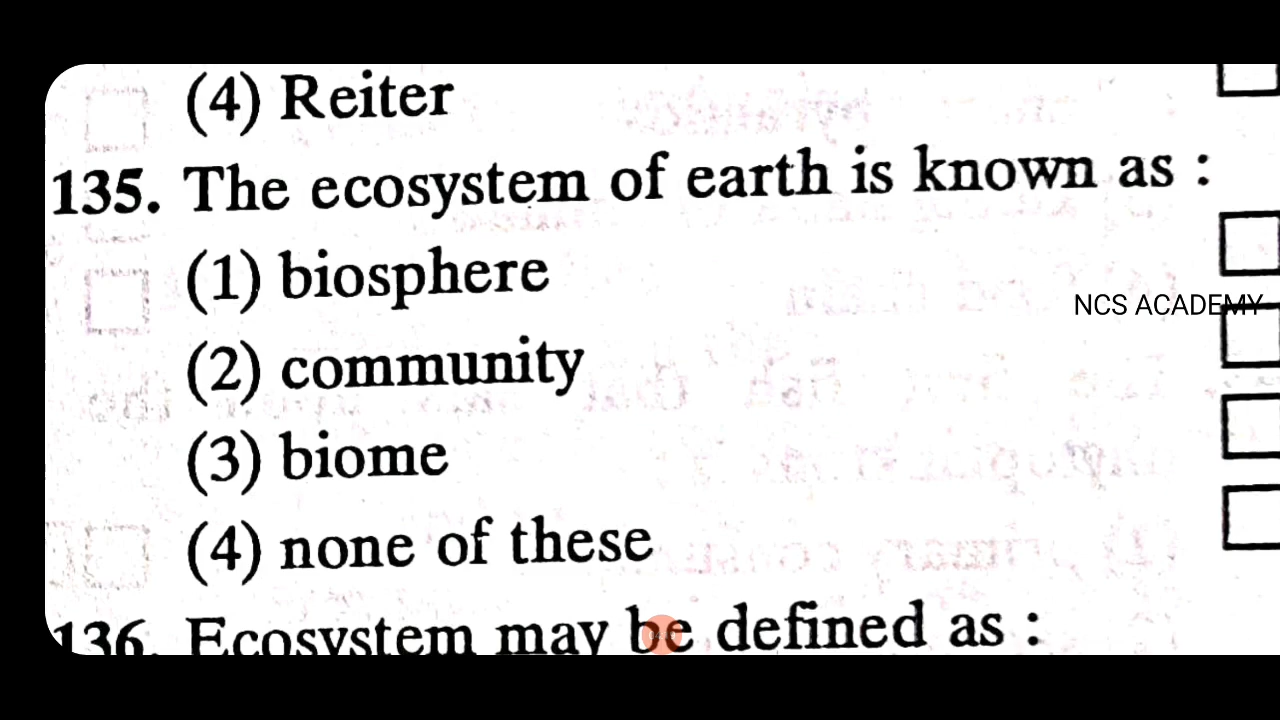 (4) Reiter
135. The ecosystem of earth is known as :
(1) biosphere
NCS ACADEMY
(2) community
(3) biome
(4) none of these
136. Ecosystem may be defined as :